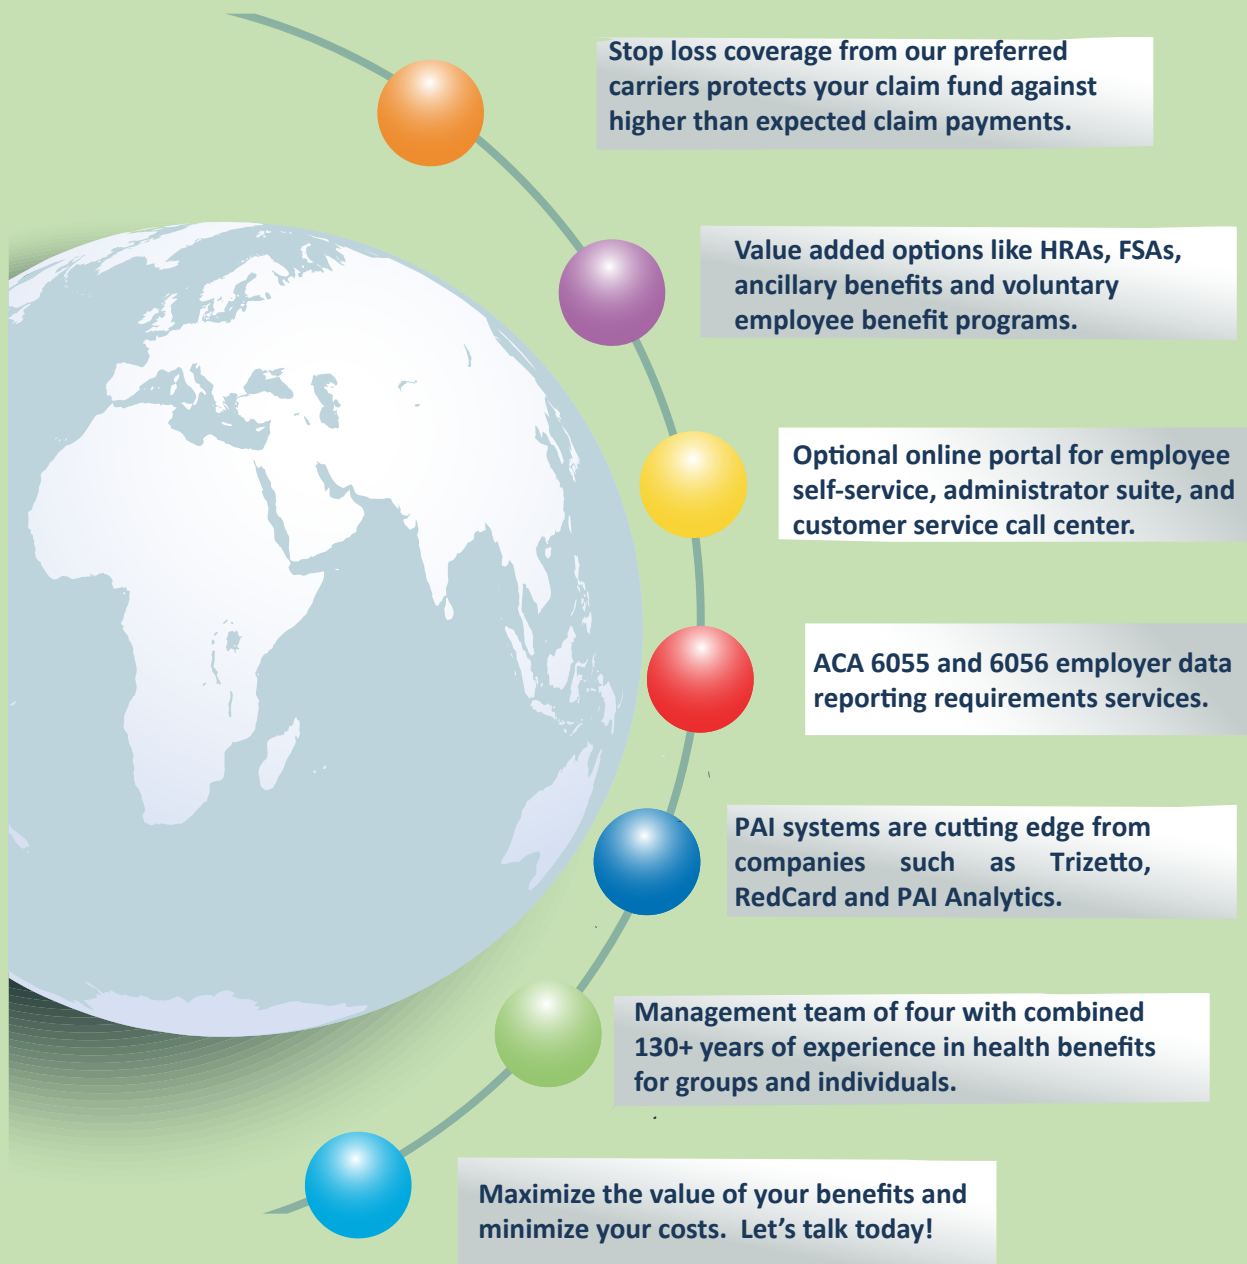 Stop loss coverage from our preferred
carriers protects your claim fund against
higher than expected claim payments.
Value added options like HRAs, FSAs,
ancillary benefits and voluntary
employee benefit programs.
Optional online portal for employee
self-service, administrator suite, and
customer service call center.
ACA 6055 and 6056 employer data
reporting requirements services.
PAI systems are cutting edge from
companies such as Trizetto,
RedCard and PAI Analytics.
Management team of four with combined
130+ years of experience in health benefits
for groups and individuals.
Maximize the value of your benefits and
minimize your costs.  Let’s talk today!